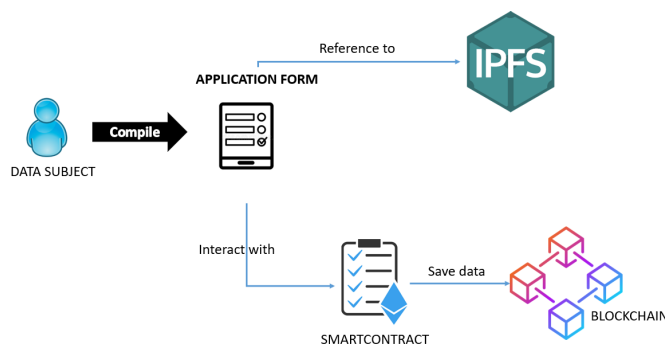 Reference to
IPFS
APPLICATION FORM
Compile
DATA SUBJECT
Interact with
Save data
BLOCKCHAIN
SMARTCONTRACT